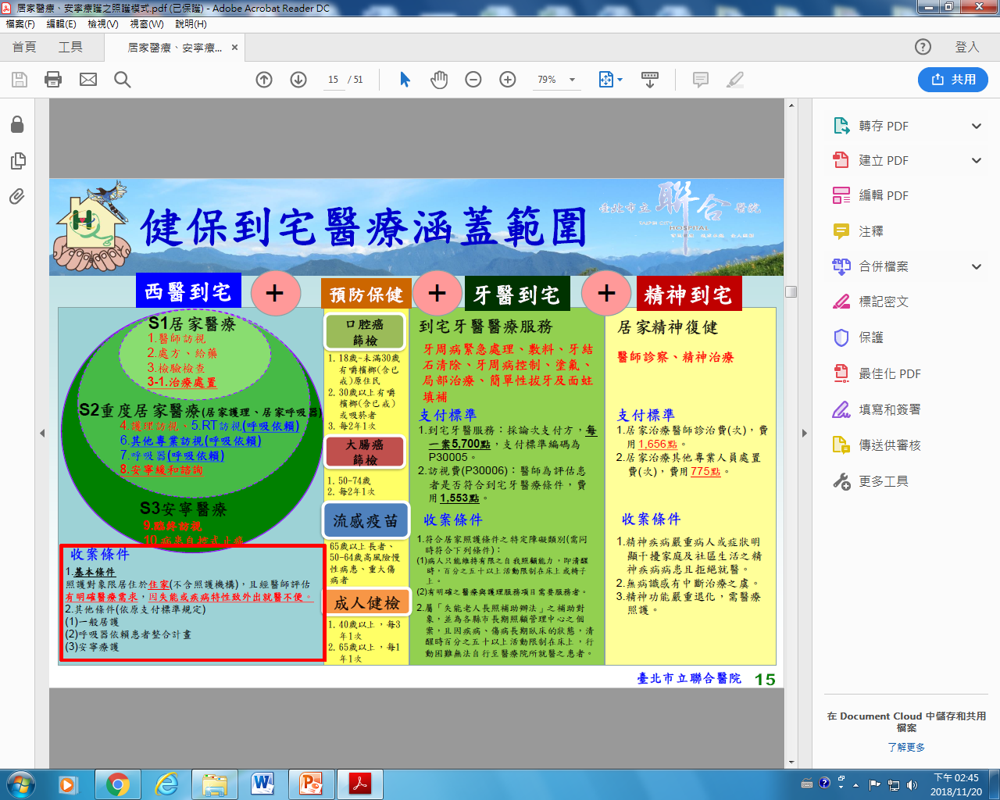 居家醫療、安寧療護之照護模式.pdf (已保護) - Adobe Acrobat Reader DC
檔案(F) 編輯(E) 檢視(V) 視窗(W) 說明(H)
首頁 工具 居家醫療、安寧療... × 登入
15 / 51 79% 共用
健保到宅醫療涵蓋範圍
臺北市立聯合醫院
TAIPEI CITY
HOSPITAL
西醫到宅 + 預防保健 + 牙醫到宅 + 精神到宅
S1居家醫療
1.醫師訪視
2.處方、給藥
3.檢驗檢查
3-1.治療處置
S2重度居家醫療(居家護理、居家呼吸器)
4.護理訪視、5.RT訪視(呼吸依賴)
6.其他專業訪視(呼吸依賴)
7.呼吸器(呼吸依賴)
8.安寧緩和諮詢
S3安寧醫療
9.臨終訪視
10.病患自控式止痛
收案條件
1.基本條件
照護對象限居住於住家(不含照護機構)，且經醫師評估
有明確醫療需求，因失能或疾病特性致外出就醫不便。
2.其他條件(依原支付標準規定)
(1)一般居護
(2)呼吸器依賴患者整合計畫
(3)安寧療護
口腔癌
篩檢
1. 18歲-未滿30歲
有嚼檳榔(含已
戒)原住民
2. 30歲以上有嚼
檳榔(含已戒)
或吸菸者
3. 每2年1次
大腸癌
篩檢
1. 50-74歲
2. 每2年1次
流感疫苗
65歲以上長者、
50-64歲高風險慢
性病患、重大傷
病者
成人健檢
1. 40歲以上，每3
年1次
2. 65歲以上，每1
年1次
到宅牙醫醫療服務
牙周病緊急處理、敷料、牙結
石清除、牙周病控制、塗氟、
局部治療、簡單性拔牙及面蛀
填補
支付標準
1.到宅牙醫服務：採論次支付方，每
一案5,700點，支付標準編碼為
P30005。
2.訪視費(P30006)：醫師為評估患
者是否符合到宅牙醫療條件，費
用1,553點。
收案條件
1.符合居家照護條件之特定障礙類別(需同
時符合下列條件)：
(1)病人只能維持有限之自我照顧能力，即清醒
時，百分之五十以上活動限制在床上或椅子
上。
(2)有明確之醫療與護理服務項目需要服務者。
2.屬「失能老人長照補助辦法」之補助對
象，並為各縣市長期照顧管理中心之個
案，且因疾病、傷病長期臥床的狀態，清
醒時百分之五十以上活動限制在床上，行
動困難無法自行至醫療院所就醫之患者。
居家精神復健
醫師診察、精神治療
支付標準
1.居家治療醫師診治費(次)，費
用1,656點。
2.居家治療其他專業人員處置
費(次)，費用775點。
收案條件
1.精神疾病嚴重病人或症狀明
顯干擾家庭及社區生活之精
神疾病病患且拒絕就醫。
2.無病識感有中斷治療之虞。
3.精神功能嚴重退化，需醫療
照護。
臺北市立聯合醫院 15
轉存 PDF
建立 PDF
編輯 PDF
注釋
合併檔案
標記密文
保護
最佳化 PDF
填寫和簽署
傳送供審核
更多工具
在 Document Cloud 中儲存和共用
檔案
了解更多
下午 02:45
2018/11/20